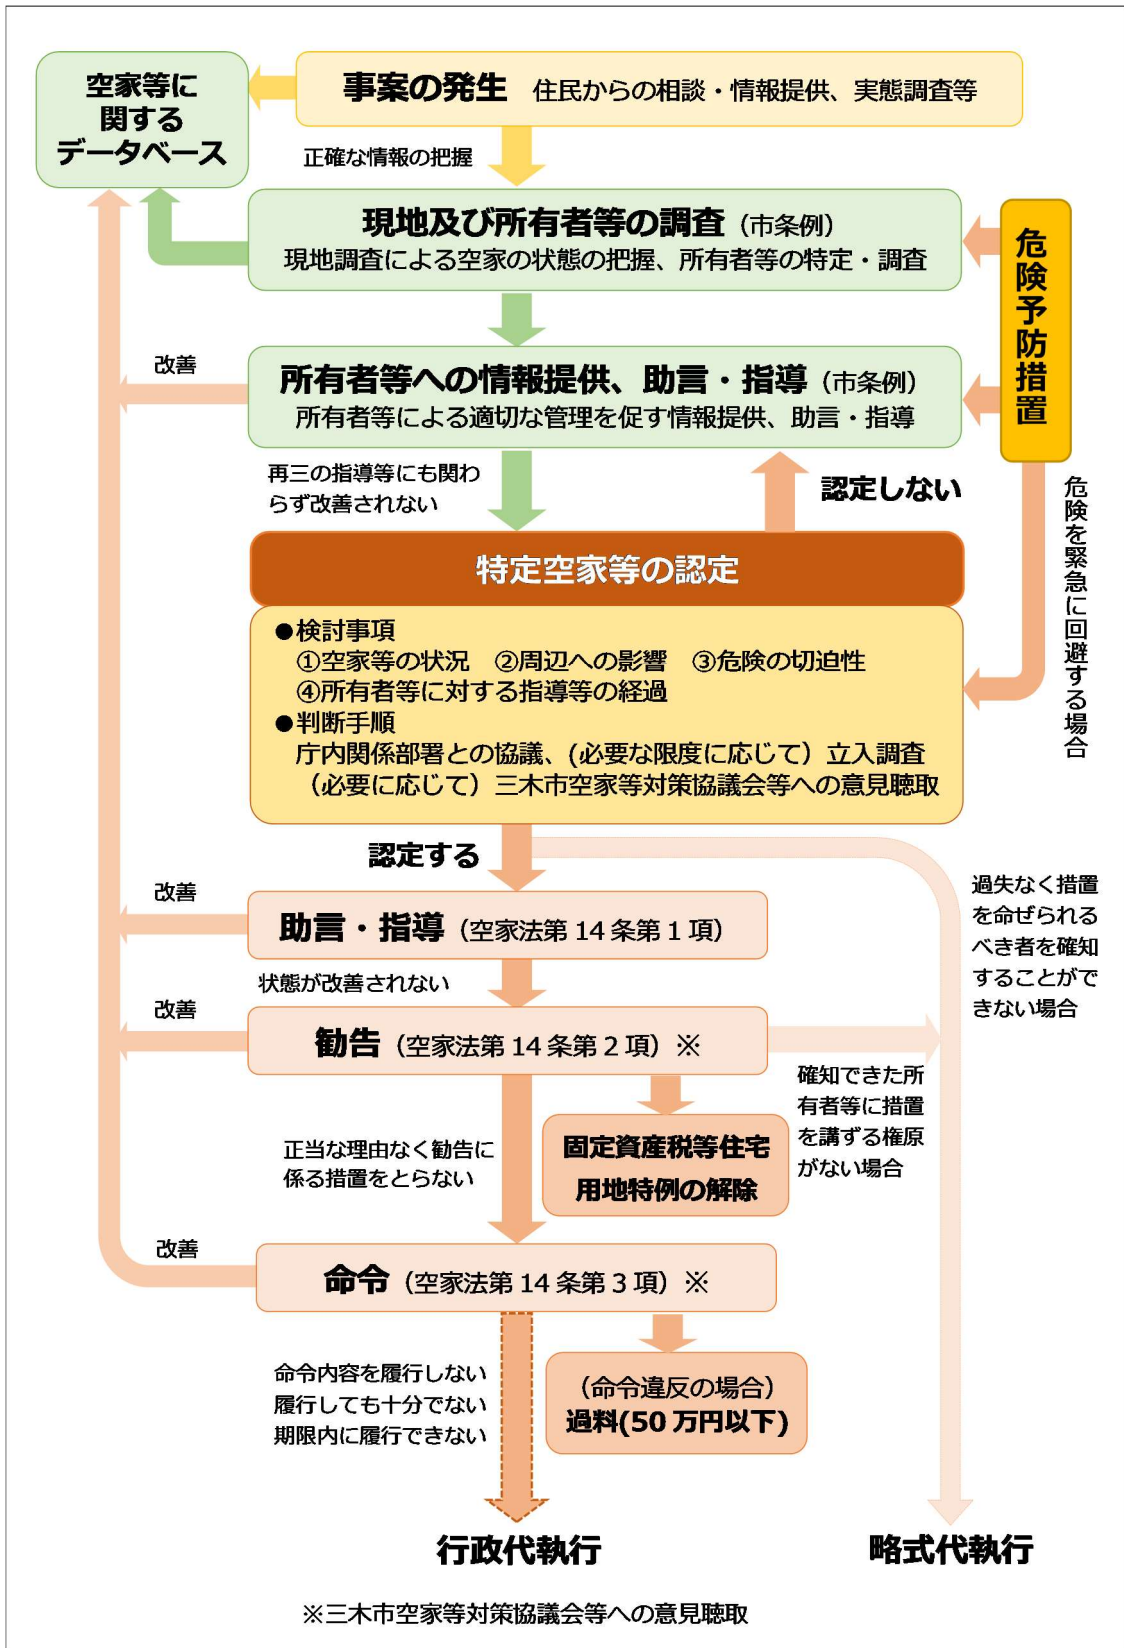 空家等に
関する
データベース
事案の発生 住民からの相談・情報提供、実態調査等
正確な情報の把握
現地及び所有者等の調査（市条例）
現地調査による空家の状態の把握、所有者等の特定・調査
危険予防措置
改善
所有者等への情報提供、助言・指導（市条例）
所有者等による適切な管理を促す情報提供、助言・指導
再三の指導等にも関わ
らず改善されない
認定しない
危険を緊急に回避する場合
特定空家等の認定
●検討事項
①空家等の状況 ②周辺への影響 ③危険の切迫性
④所有者等に対する指導等の経過
●判断手順
庁内関係部署との協議、(必要な限度に応じて）立入調査
（必要に応じて）三木市空家等対策協議会等への意見聴取
認定する
過失なく措置
を命ぜられる
べき者を確知
することがで
きない場合
改善
助言・指導（空家法第 14 条第 1 項）
状態が改善されない
改善
勧告（空家法第 14 条第 2 項）※
確知できた所
有者等に措置
を講ずる権原
がない場合
固定資産税等住宅
用地特例の解除
正当な理由なく勧告に
係る措置をとらない
改善
命令（空家法第 14 条第 3 項）※
命令内容を履行しない
履行しても十分でない
期限内に履行できない
（命令違反の場合）
過料(50 万円以下)
行政代執行
略式代執行
※三木市空家等対策協議会等への意見聴取